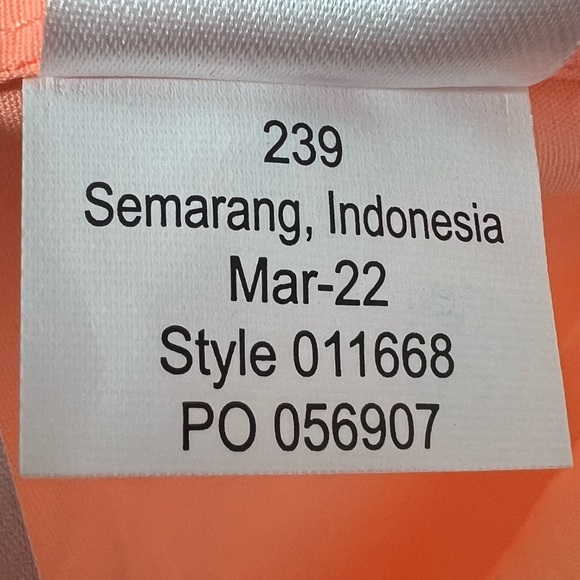 239
Semarang, Indonesia
Mar-22
Style 011668
PO 056907